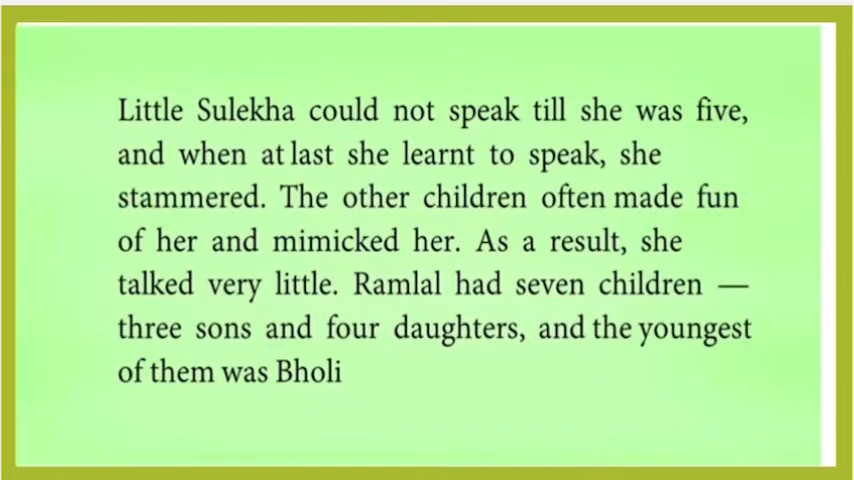 Little Sulekha could not speak till she was five,
and when at last she learnt to speak, she
stammered. The other children often made fun
of her and mimicked her. As a result, she
talked very little. Ramlal had seven children —
three sons and four daughters, and the youngest
of them was Bholi